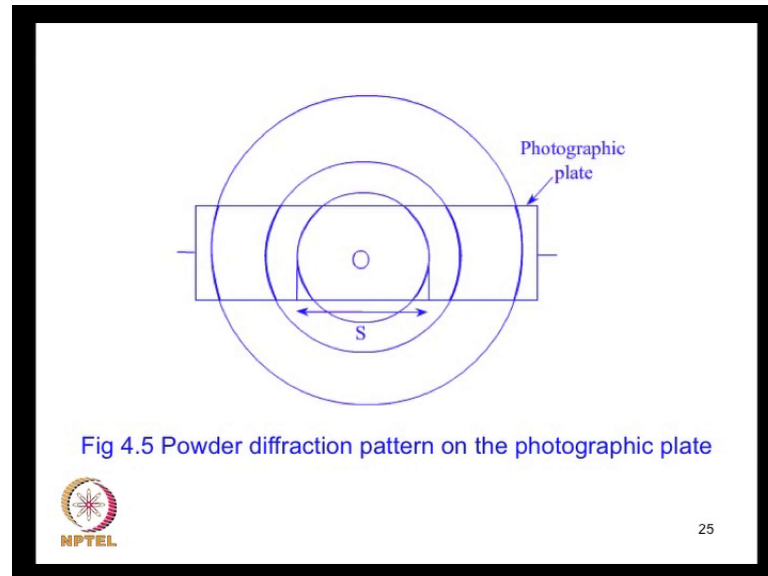 Photographic
plate
O
S
Fig 4.5 Powder diffraction pattern on the photographic plate
NPTEL
25